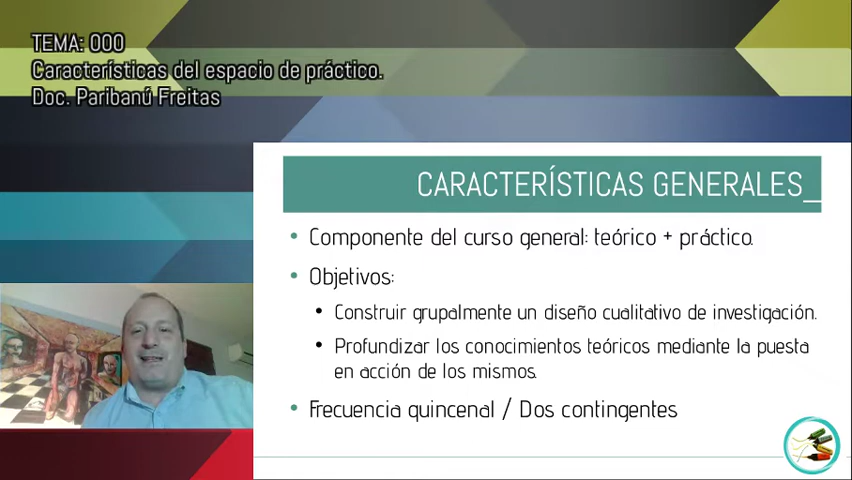 TEMA: 000
Características del espacio de práctico.
Doc. Paribanú Freitas
CARACTERÍSTICAS GENERALES_
Componente del curso general: teórico + práctico.
Objetivos:
Construir grupalmente un diseño cualitativo de investigación.
Profundizar los conocimientos teóricos mediante la puesta
en acción de los mismos.
Frecuencia quincenal / Dos contingentes